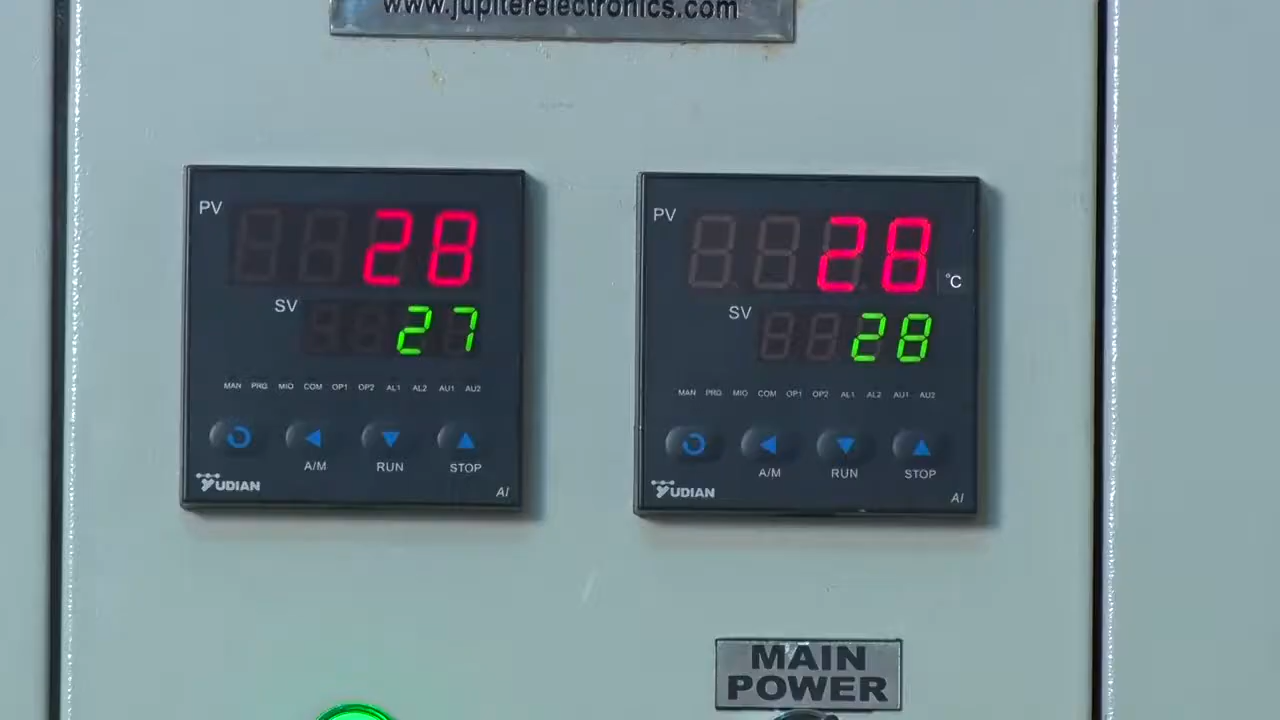 www.jupiterelectronics.com
PV 28
SV 27
MAN PRG MIO COM OP1 OP2 AL1 AL2 AU1 AU2
A/M RUN STOP
YUDIAN AI
PV 28 °C
SV 28
MAN PRG MIO COM OP1 OP2 AL1 AL2 AU1 AU2
A/M RUN STOP
YUDIAN AI
MAIN
POWER